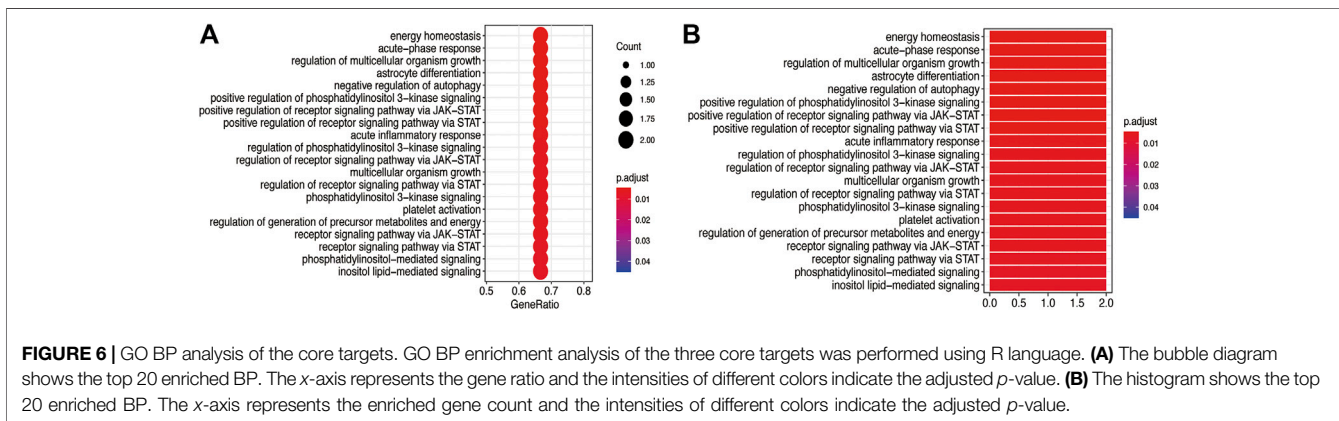 A
energy homeostasis
acute−phase response
regulation of multicellular organism growth
astrocyte differentiation
negative regulation of autophagy
positive regulation of phosphatidylinositol 3−kinase signaling
positive regulation of receptor signaling pathway via JAK−STAT
positive regulation of receptor signaling pathway via STAT
acute inflammatory response
regulation of phosphatidylinositol 3−kinase signaling
regulation of receptor signaling pathway via JAK−STAT
multicellular organism growth
regulation of receptor signaling pathway via STAT
phosphatidylinositol 3−kinase signaling
platelet activation
regulation of generation of precursor metabolites and energy
receptor signaling pathway via JAK−STAT
receptor signaling pathway via STAT
phosphatidylinositol−mediated signaling
inositol lipid−mediated signaling
0.5 0.6 0.7 0.8
GeneRatio
Count
1.00
1.25
1.50
1.75
2.00
p.adjust
0.01
0.02
0.03
0.04
B
energy homeostasis
acute−phase response
regulation of multicellular organism growth
astrocyte differentiation
negative regulation of autophagy
positive regulation of phosphatidylinositol 3−kinase signaling
positive regulation of receptor signaling pathway via JAK−STAT
positive regulation of receptor signaling pathway via STAT
acute inflammatory response
regulation of phosphatidylinositol 3−kinase signaling
regulation of receptor signaling pathway via JAK−STAT
multicellular organism growth
regulation of receptor signaling pathway via STAT
phosphatidylinositol 3−kinase signaling
platelet activation
regulation of generation of precursor metabolites and energy
receptor signaling pathway via JAK−STAT
receptor signaling pathway via STAT
phosphatidylinositol−mediated signaling
inositol lipid−mediated signaling
0.0 0.5 1.0 1.5 2.0
p.adjust
0.01
0.02
0.03
0.04
FIGURE 6 | GO BP analysis of the core targets. GO BP enrichment analysis of the three core targets was performed using R language. (A) The bubble diagram
shows the top 20 enriched BP. The x-axis represents the gene ratio and the intensities of different colors indicate the adjusted p-value. (B) The histogram shows the top
20 enriched BP. The x-axis represents the enriched gene count and the intensities of different colors indicate the adjusted p-value.